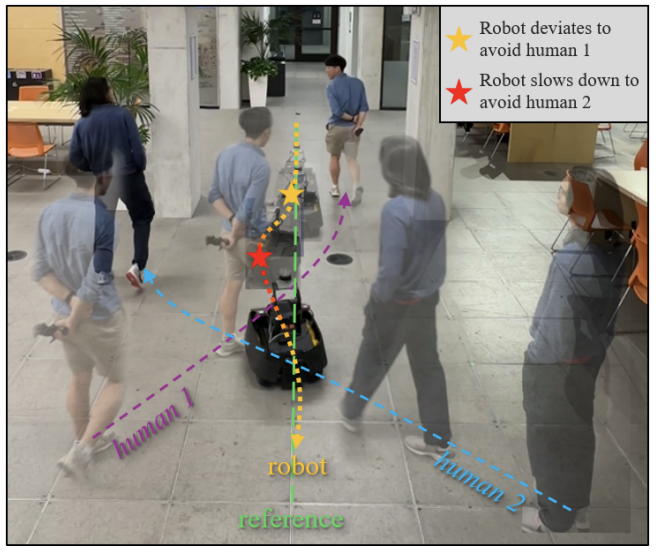 Robot deviates to
avoid human 1
Robot slows down to
avoid human 2
human 1
human 2
robot
reference